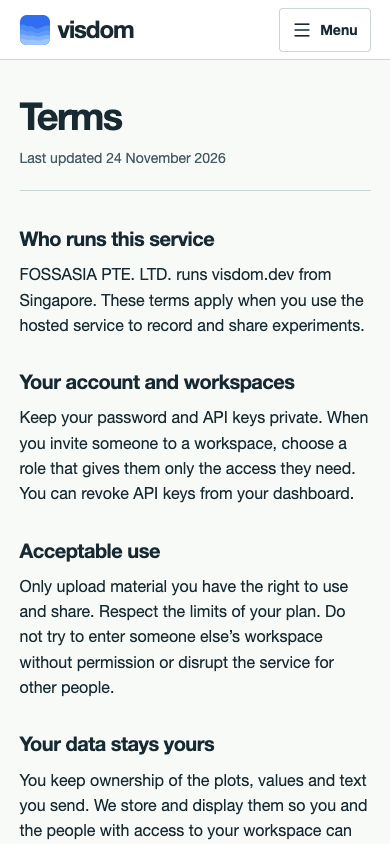 visdom
Menu
Terms
Last updated 24 November 2026
Who runs this service
FOSSASIA PTE. LTD. runs visdom.dev from
Singapore. These terms apply when you use the
hosted service to record and share experiments.
Your account and workspaces
Keep your password and API keys private. When
you invite someone to a workspace, choose a
role that gives them only the access they need.
You can revoke API keys from your dashboard.
Acceptable use
Only upload material you have the right to use
and share. Respect the limits of your plan. Do
not try to enter someone else’s workspace
without permission or disrupt the service for
other people.
Your data stays yours
You keep ownership of the plots, values and text
you send. We store and display them so you and
the people with access to your workspace can